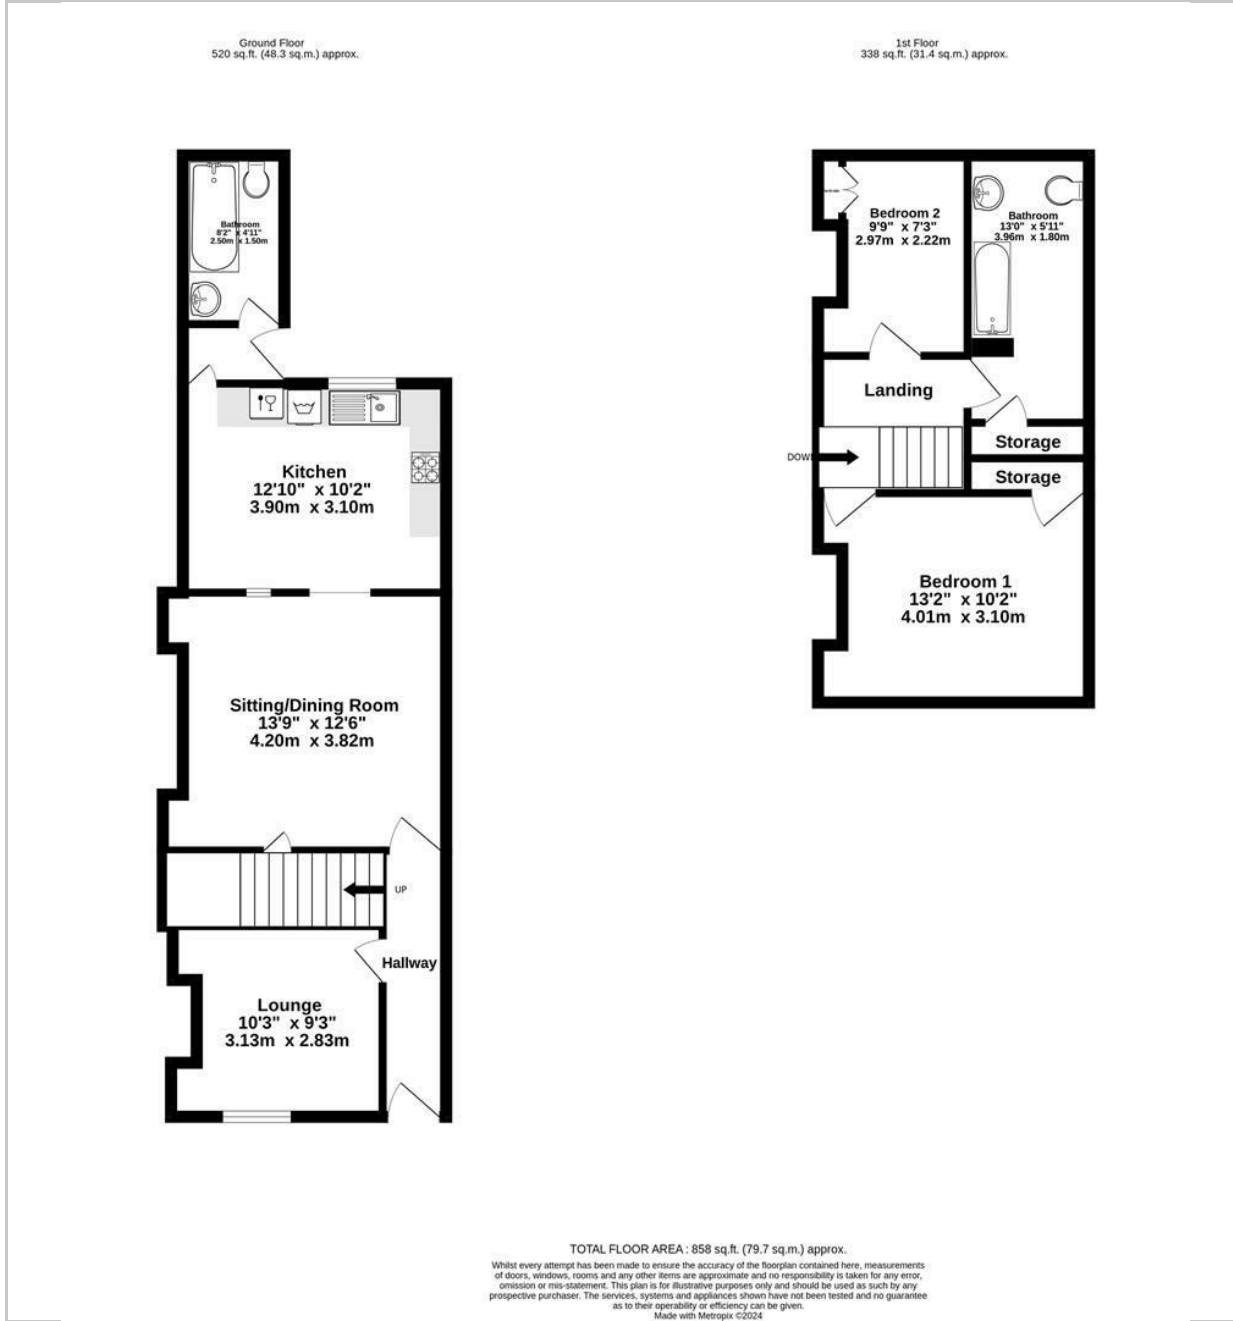 Ground Floor
520 sq.ft. (48.3 sq.m.) approx.
1st Floor
338 sq.ft. (31.4 sq.m.) approx.
Bathroom
8'2" x 4'11"
2.50m x 1.50m
Bedroom 2
9'9" x 7'3"
2.97m x 2.22m
Bathroom
13'0" x 5'11"
3.96m x 1.80m
Landing
Storage
DOWN
Storage
Kitchen
12'10" x 10'2"
3.90m x 3.10m
Bedroom 1
13'2" x 10'2"
4.01m x 3.10m
Sitting/Dining Room
13'9" x 12'6"
4.20m x 3.82m
UP
Hallway
Lounge
10'3" x 9'3"
3.13m x 2.83m
TOTAL FLOOR AREA : 858 sq.ft. (79.7 sq.m.) approx.
Whilst every attempt has been made to ensure the accuracy of the floorplan contained here, measurements
of doors, windows, rooms and any other items are approximate and no responsibility is taken for any error,
omission or mis-statement. This plan is for illustrative purposes only and should be used as such by any
prospective purchaser. The services, systems and appliances shown have not been tested and no guarantee
as to their operability or efficiency can be given.
Made with Metropix ©2024